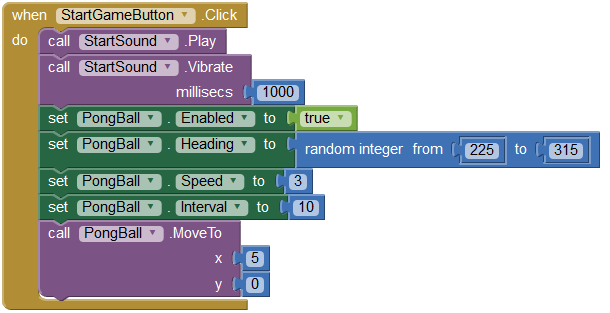 when StartGameButton .Click
do call StartSound .Play
call StartSound .Vibrate
millisecs 1000
set PongBall . Enabled to true
set PongBall . Heading to random integer from 225 to 315
set PongBall . Speed to 3
set PongBall . Interval to 10
call PongBall .MoveTo
x 5
y 0